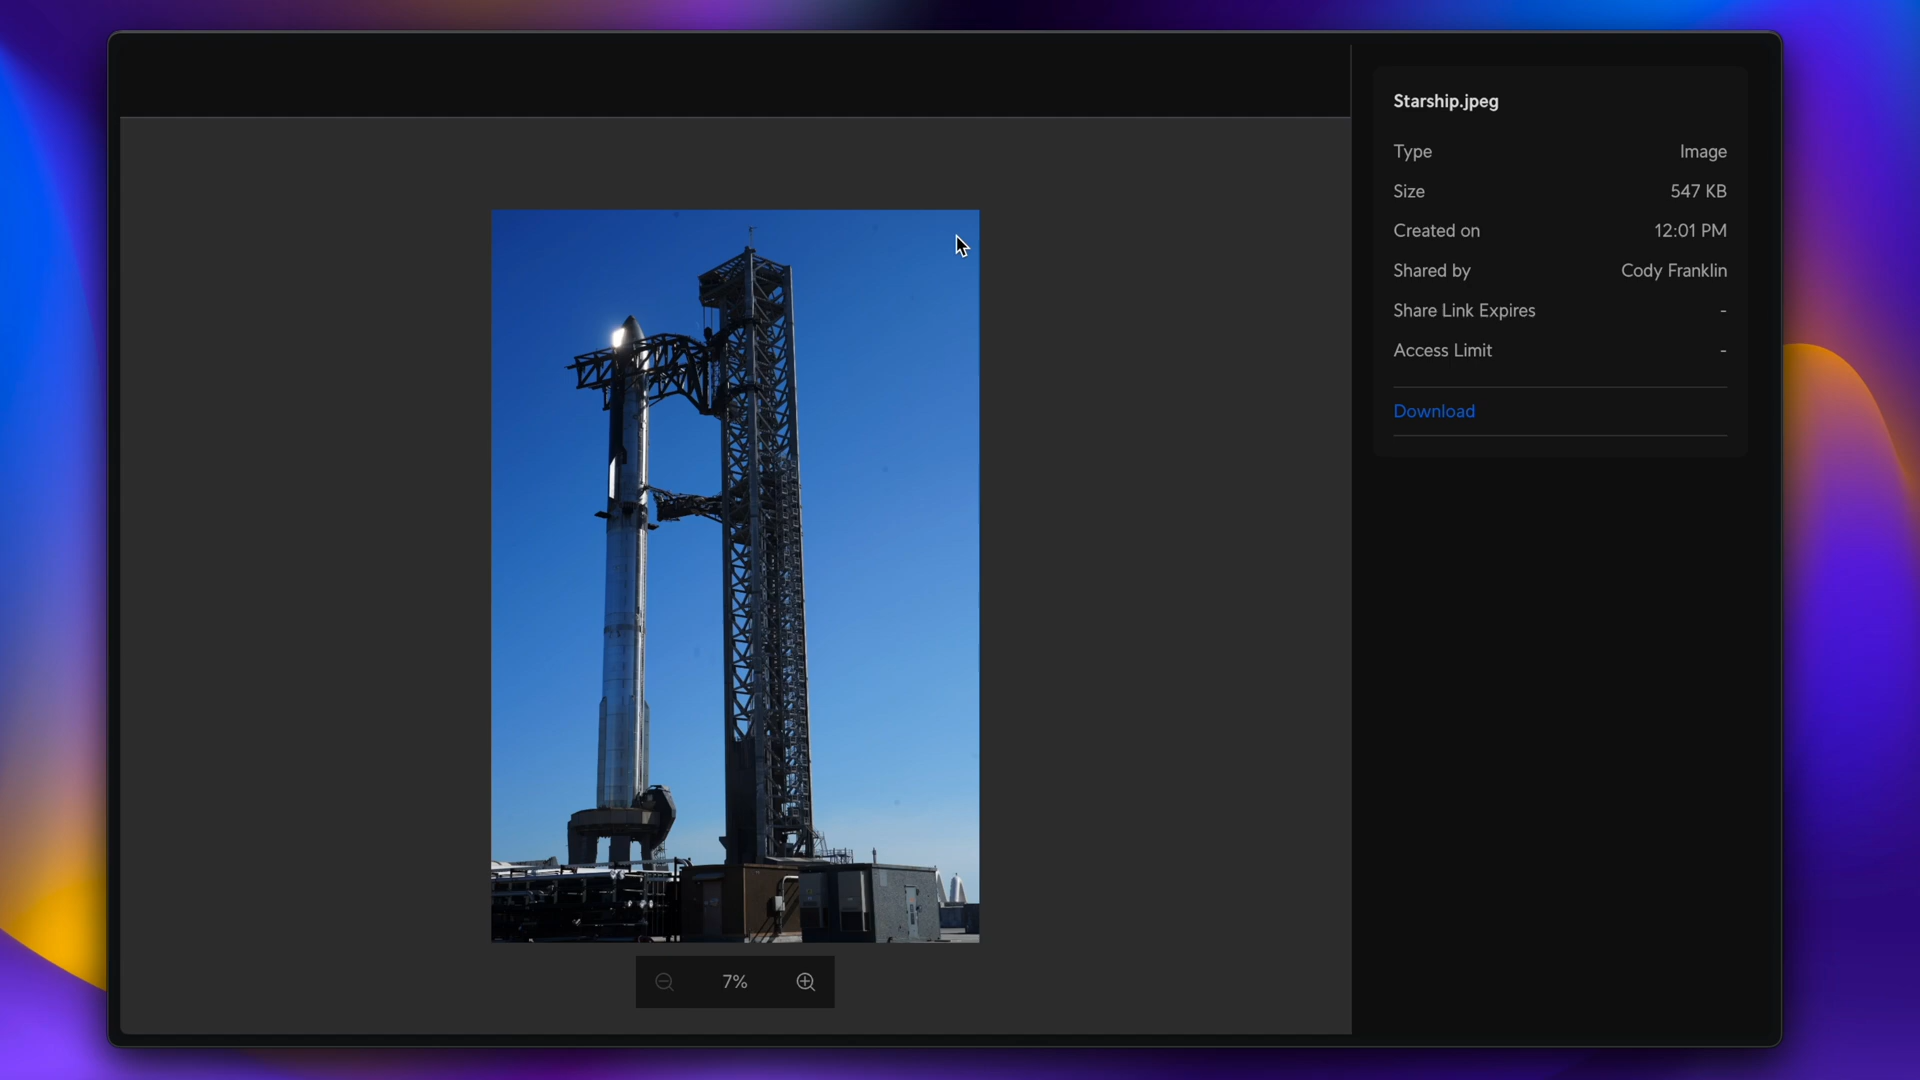 Starship.jpeg
Type Image
Size 547 KB
Created on 12:01 PM
Shared by Cody Franklin
Share Link Expires -
Access Limit -
Download
7%